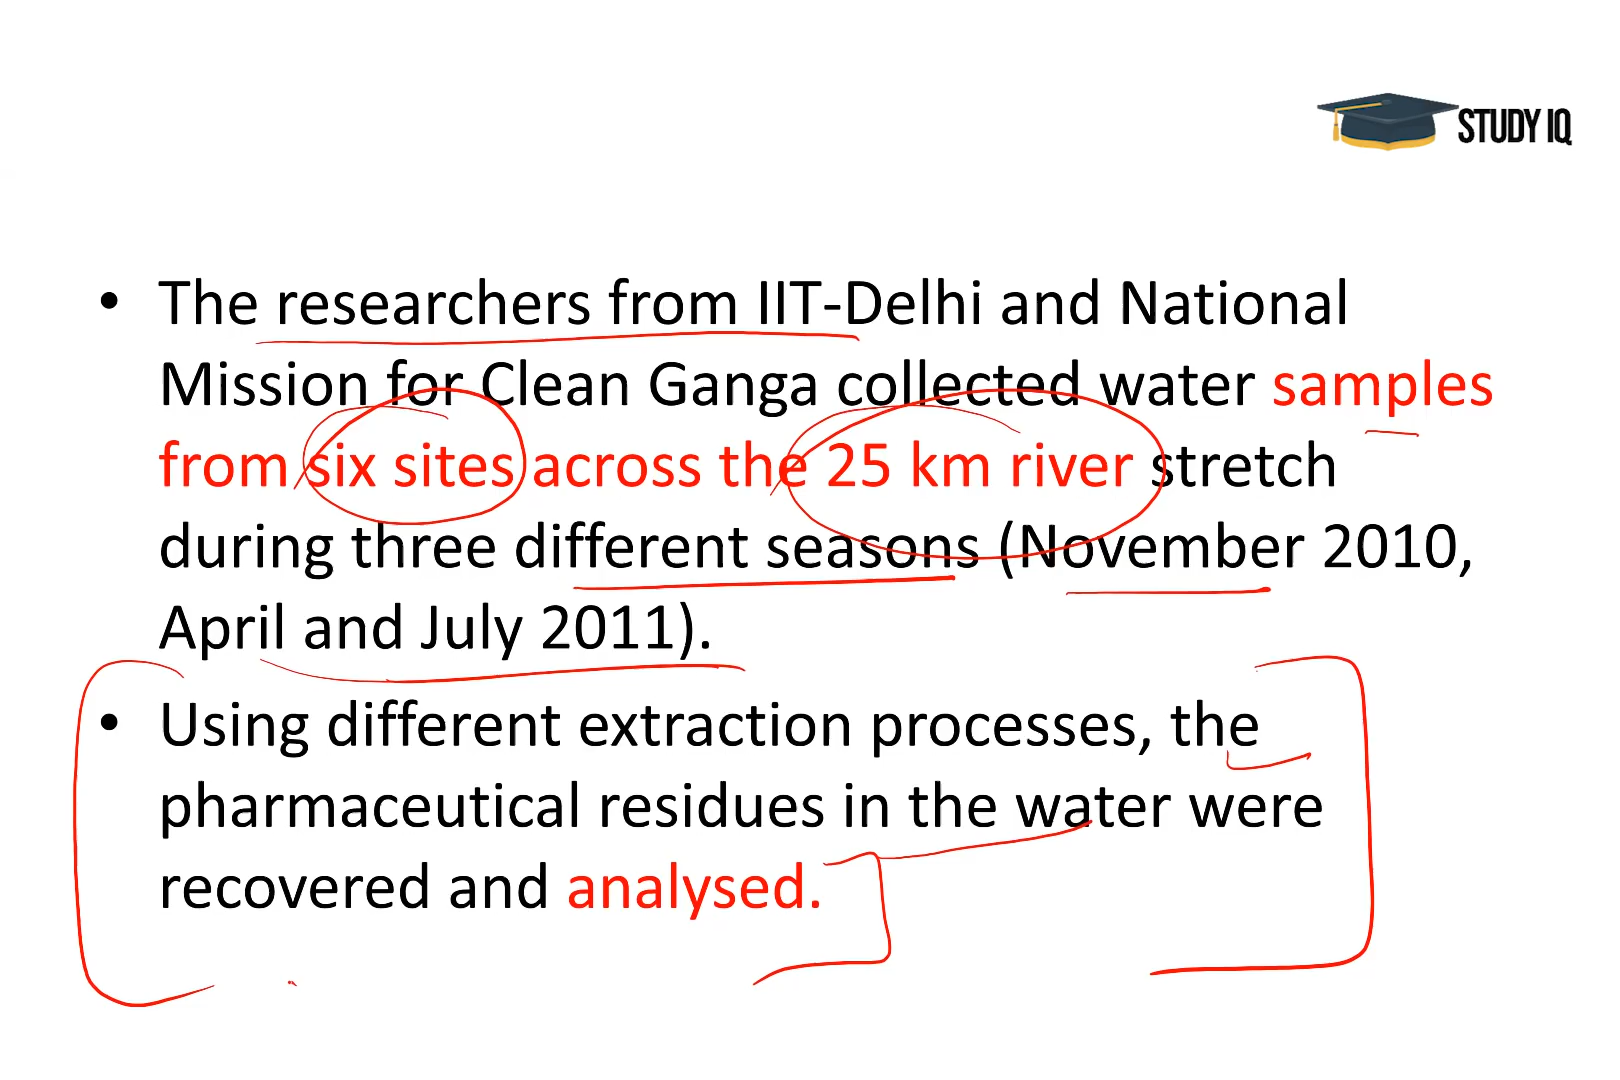 STUDY IQ
• The researchers from IIT-Delhi and National
Mission for Clean Ganga collected water samples
from six sites across the 25 km river stretch
during three different seasons (November 2010,
April and July 2011).
• Using different extraction processes, the
pharmaceutical residues in the water were
recovered and analysed.